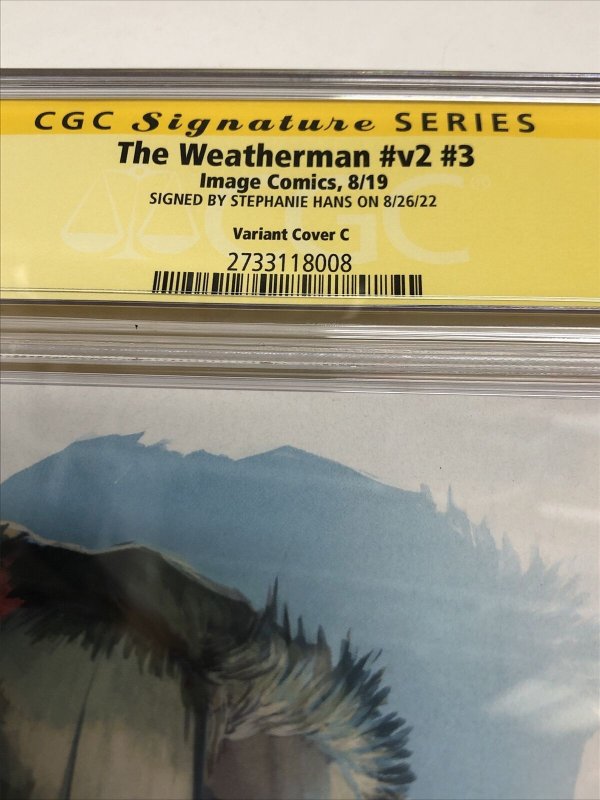 CGC Signature SERIES
The Weatherman #v2 #3
Image Comics, 8/19
SIGNED BY STEPHANIE HANS ON 8/26/22
Variant Cover C
2733118008
CGC